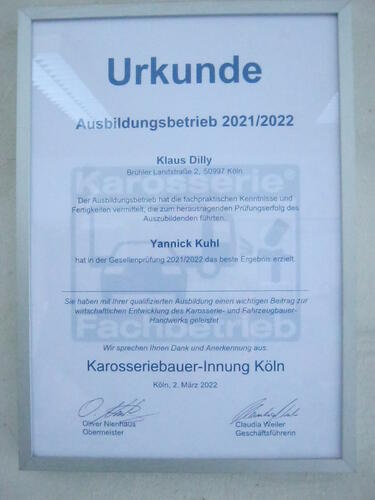 Urkunde
Ausbildungsbetrieb 2021/2022
Klaus Dilly
Brühler Landstraße 2, 50997 Köln
Karosserie
Der Ausbildungsbetrieb hat die fachpraktischen Kenntnisse und
Fertigkeiten vermittelt, die zum herausragenden Prüfungserfolg des
Auszubildenden führten.
Yannick Kuhl
hat in der Gesellenprüfung 2021/2022 das beste Ergebnis erzielt.
Sie haben mit Ihrer qualifizierten Ausbildung einen wichtigen Beitrag zur
wirtschaftlichen Entwicklung des Karosserie- und Fahrzeugbauer-
Handwerks geleistet
Fachbetrieb
Wir sprechen Ihnen Dank und Anerkennung aus.
Karosseriebauer-Innung Köln
Köln, 2. März 2022
Oliver Nienhaus
Obermeister
Claudia Weiler
Geschäftsführerin